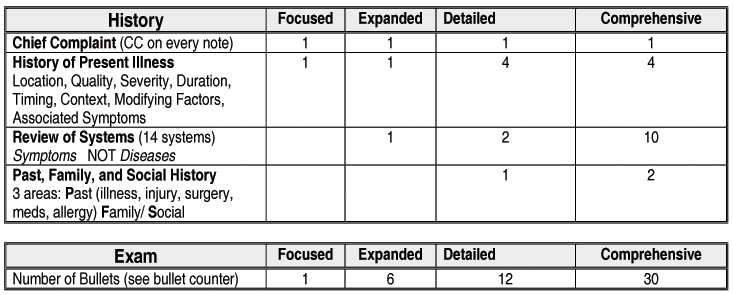 History Focused Expanded Detailed Comprehensive
Chief Complaint (CC on every note) 1 1 1 1
History of Present Illness 1 1 4 4
Location, Quality, Severity, Duration,
Timing, Context, Modifying Factors,
Associated Symptoms
Review of Systems (14 systems) 1 2 10
Symptoms NOT Diseases
Past, Family, and Social History 1 2
3 areas: Past (illness, injury, surgery,
meds, allergy) Family/ Social
Exam Focused Expanded Detailed Comprehensive
Number of Bullets (see bullet counter) 1 6 12 30